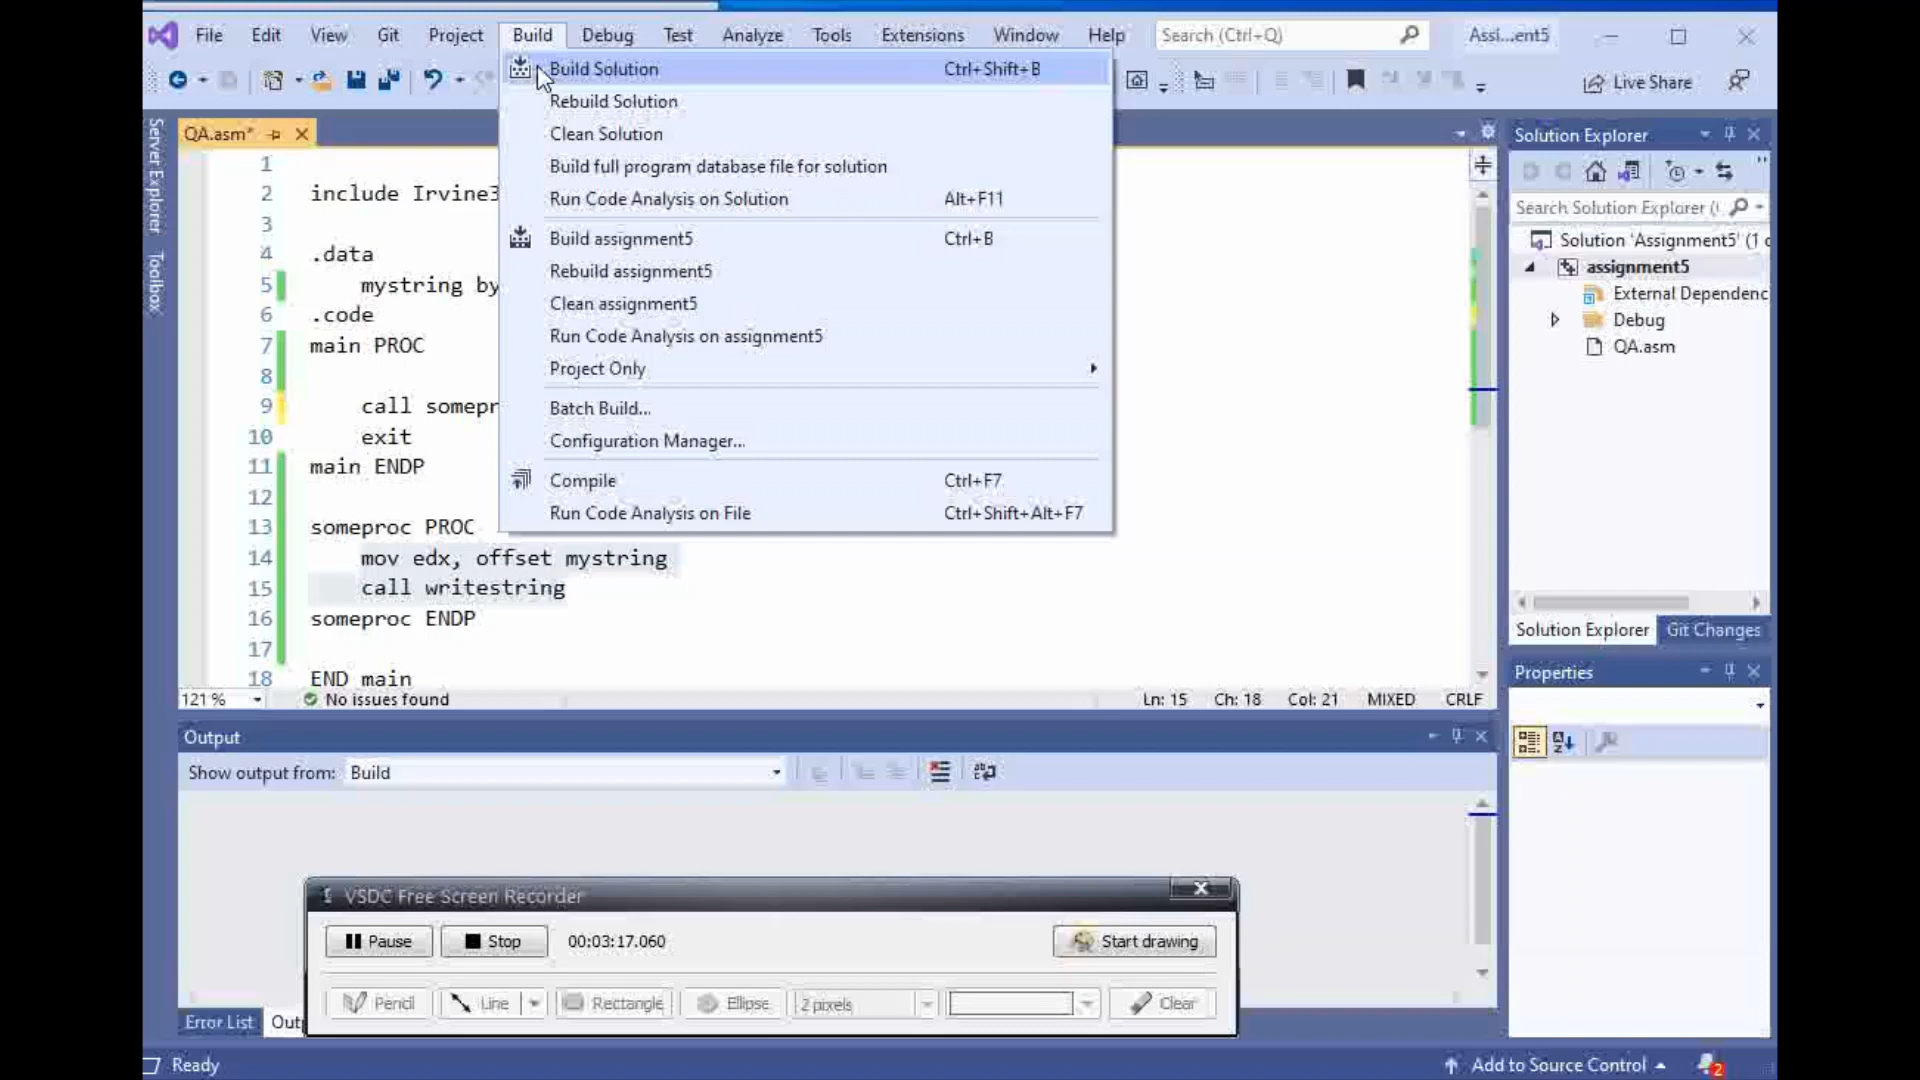 File Edit View Git Project Build Debug Test Analyze Tools Extensions Window Help Search (Ctrl+Q) Assi...ent5
Live Share
Build Solution Ctrl+Shift+B
Rebuild Solution
Clean Solution
Build full program database file for solution
Run Code Analysis on Solution Alt+F11
Build assignment5 Ctrl+B
Rebuild assignment5
Clean assignment5
Run Code Analysis on assignment5
Project Only
Batch Build...
Configuration Manager...
Compile Ctrl+F7
Run Code Analysis on File Ctrl+Shift+Alt+F7
Server Explorer
Toolbox
QA.asm*
1
2 include Irvine3
3
4 .data
5 mystring by
6 .code
7 main PROC
8
9 call somepr
10 exit
11 main ENDP
12
13 someproc PROC
14 mov edx, offset mystring
15 call writestring
16 someproc ENDP
17
18 END main
121 % No issues found Ln: 15 Ch: 18 Col: 21 MIXED CRLF
Solution Explorer
Search Solution Explorer (
Solution 'Assignment5' (1 c
assignment5
External Dependenc
Debug
QA.asm
Solution Explorer Git Changes
Properties
Output
Show output from: Build
VSDC Free Screen Recorder
Pause Stop 00:03:17.060 Start drawing
Pencil Line Rectangle Ellipse 2 pixels Clear
Error List Outp
Ready Add to Source Control 2